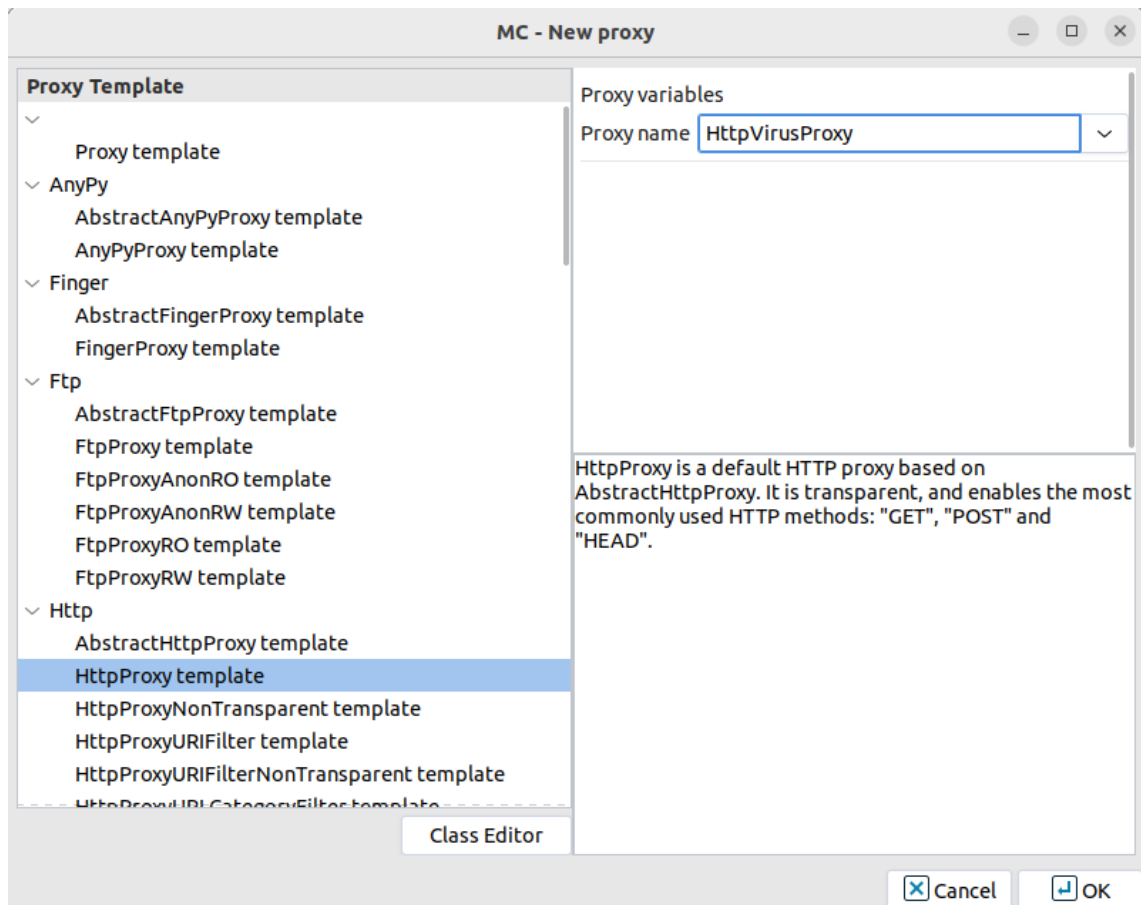 MC - New proxy
Proxy Template
Proxy template
AnyPy
AbstractAnyPyProxy template
AnyPyProxy template
Finger
AbstractFingerProxy template
FingerProxy template
Ftp
AbstractFtpProxy template
FtpProxy template
FtpProxyAnonRO template
FtpProxyAnonRW template
FtpProxyRO template
FtpProxyRW template
Http
AbstractHttpProxy template
HttpProxy template
HttpProxyNonTransparent template
HttpProxyURIFilter template
HttpProxyURIFilterNonTransparent template
HttpProxyURLCategoryFilter template
Class Editor
Proxy variables
Proxy name HttpVirusProxy
HttpProxy is a default HTTP proxy based on
AbstractHttpProxy. It is transparent, and enables the most
commonly used HTTP methods: "GET", "POST" and
"HEAD".
Cancel
OK